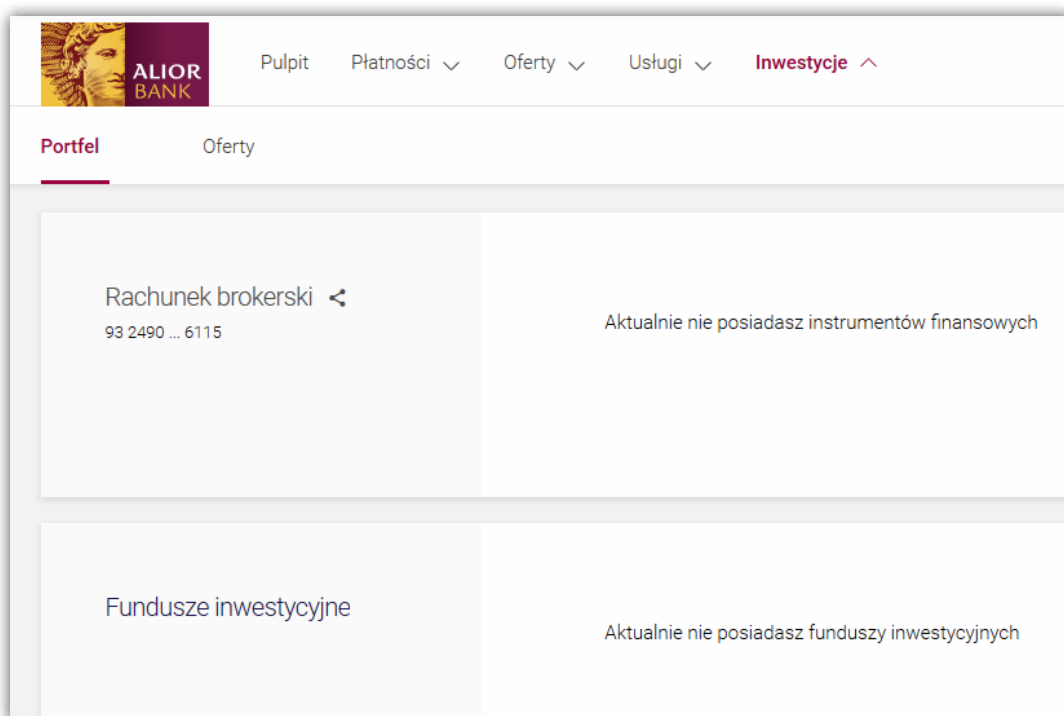 ALIOR
BANK
Pulpit Płatności Oferty Usługi Inwestycje
Portfel Oferty
Rachunek brokerski
93 2490 ... 6115
Aktualnie nie posiadasz instrumentów finansowych
Fundusze inwestycyjne
Aktualnie nie posiadasz funduszy inwestycyjnych